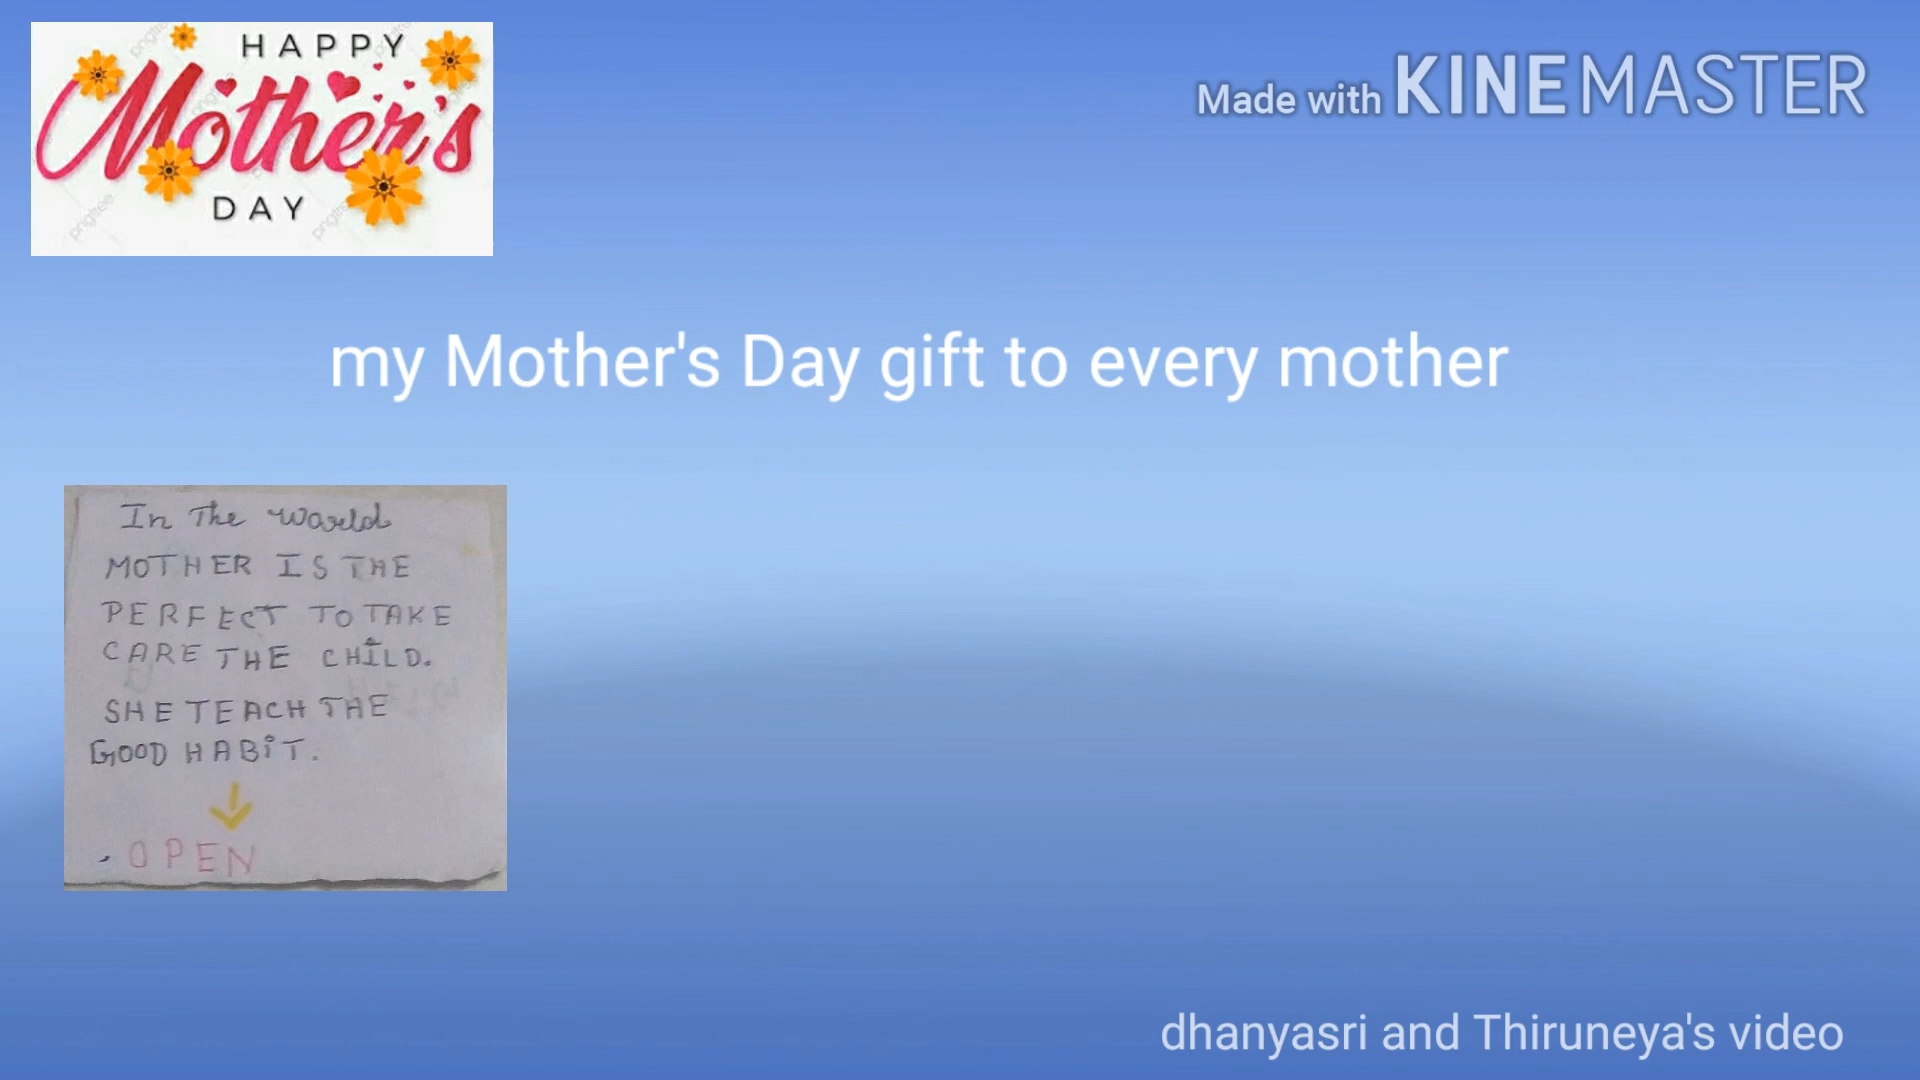 HAPPY
Mother's
DAY
Made with KINEMASTER
my Mother's Day gift to every mother
In The World
MOTHER IS THE
PERFECT TO TAKE
CARE THE CHILD.
SHE TEACH THE
GOOD HABIT.
OPEN
dhanyasri and Thiruneya's video